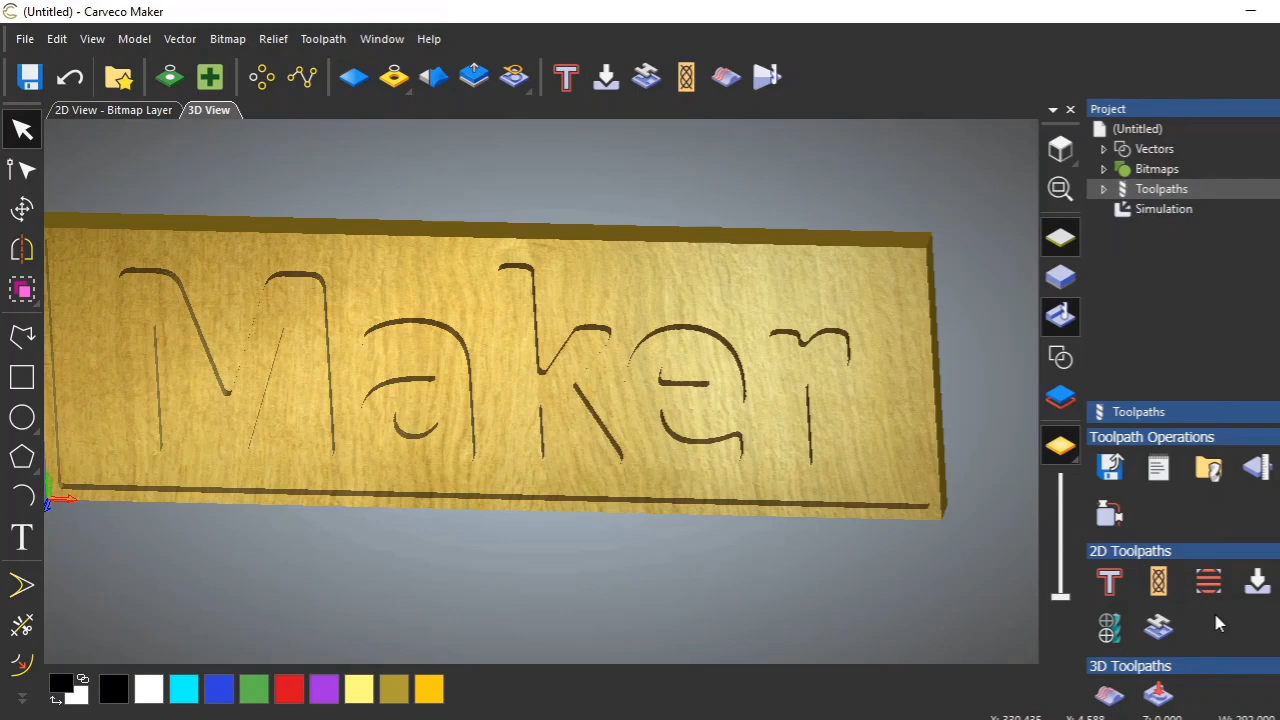 (Untitled) - Carveco Maker
File Edit View Model Vector Bitmap Relief Toolpath Window Help
2D View - Bitmap Layer 3D View
Project
(Untitled)
Vectors
Bitmaps
Toolpaths
Simulation
Maker
Toolpaths
Toolpath Operations
2D Toolpaths
3D Toolpaths